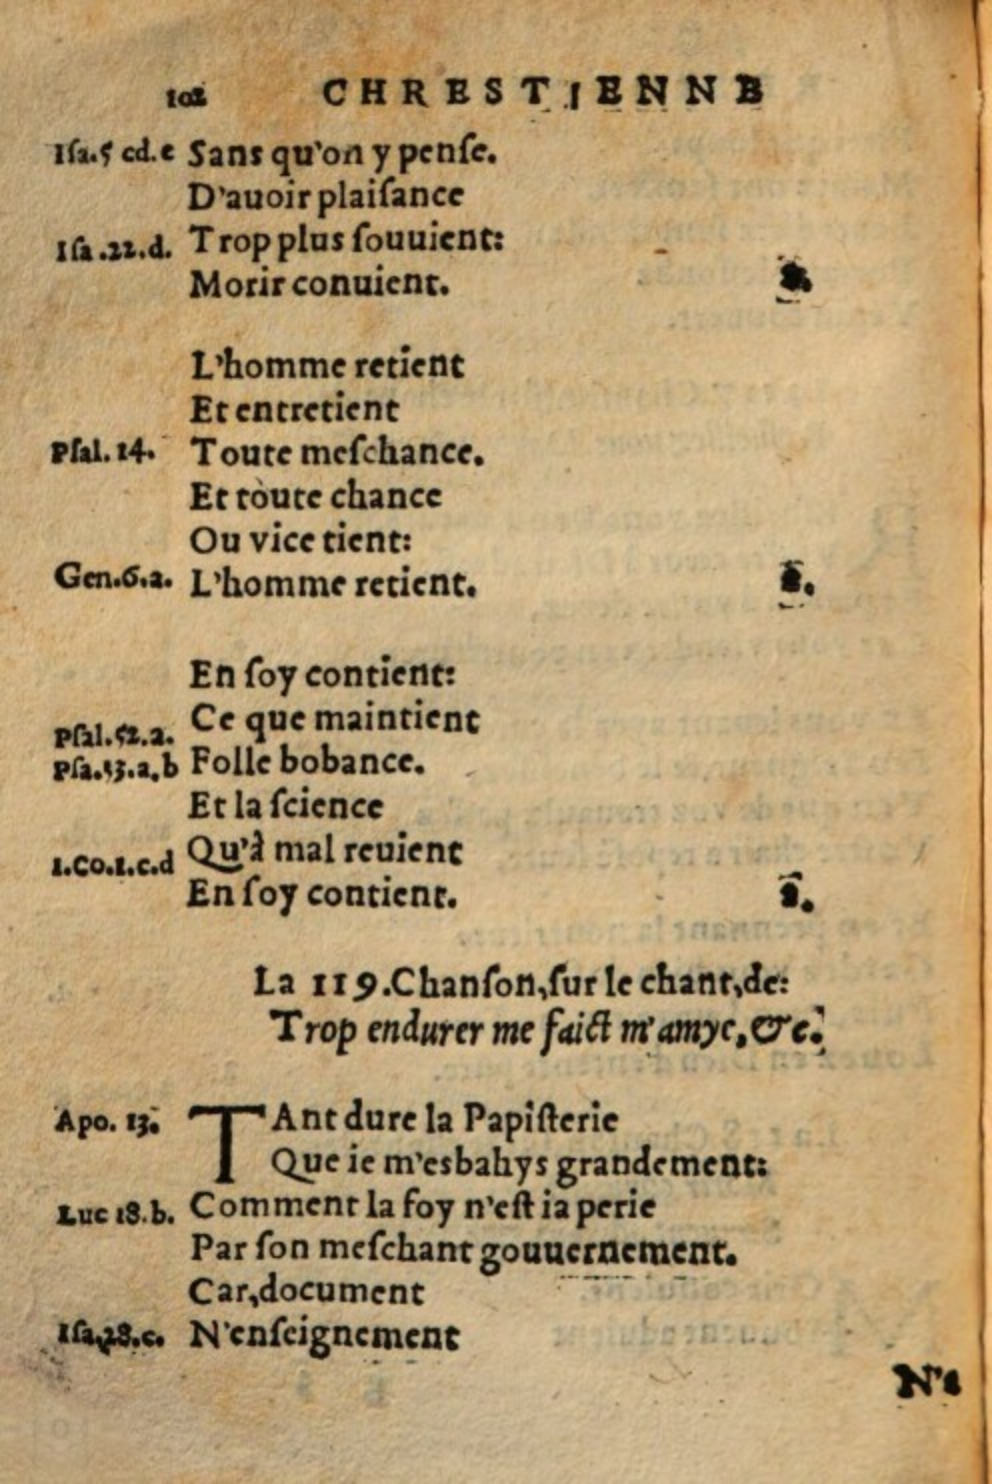 102 CHRESTIENNE
Iſa.5 cd.e Sans qu'on y penſe.
D'auoir plaiſance
Iſa.22.d. Trop plus ſouuient:
Morir conuient.
L'homme retient
Et entretient
Pſal. 14. Toute meſchance.
Et toute chance
Ou vice tient:
Gen.6.a. L'homme retient.
En ſoy contient:
Pſal.52.a. Ce que maintient
Pſa.53.a,b Folle bobance.
Et la ſcience
1.Co.1.c.d Qu'à mal reuient
En ſoy contient.
La 119.Chanſon,ſur le chant,de:
Trop endurer me faict m'amye,&c.
Apo. 13. TAnt dure la Papiſterie
Que ie m'esbahys grandement:
Luc 18.b. Comment la foy n'eſt ia perie
Par ſon meſchant gouuernement.
Car,document
Iſa.28.c. N'enſeignement